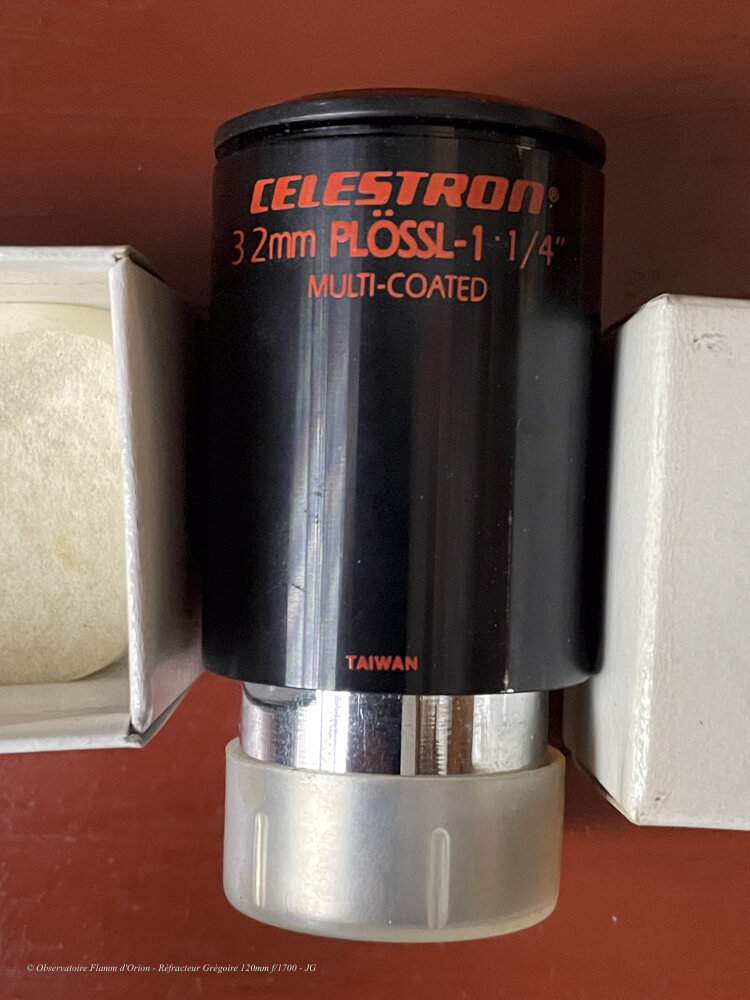 CELESTRON®
32mm PLÖSSL-1 1/4"
MULTI-COATED
TAIWAN
© Observatoire Flamm d'Orion - Réfracteur Grégoire 120mm f/1700 - JG